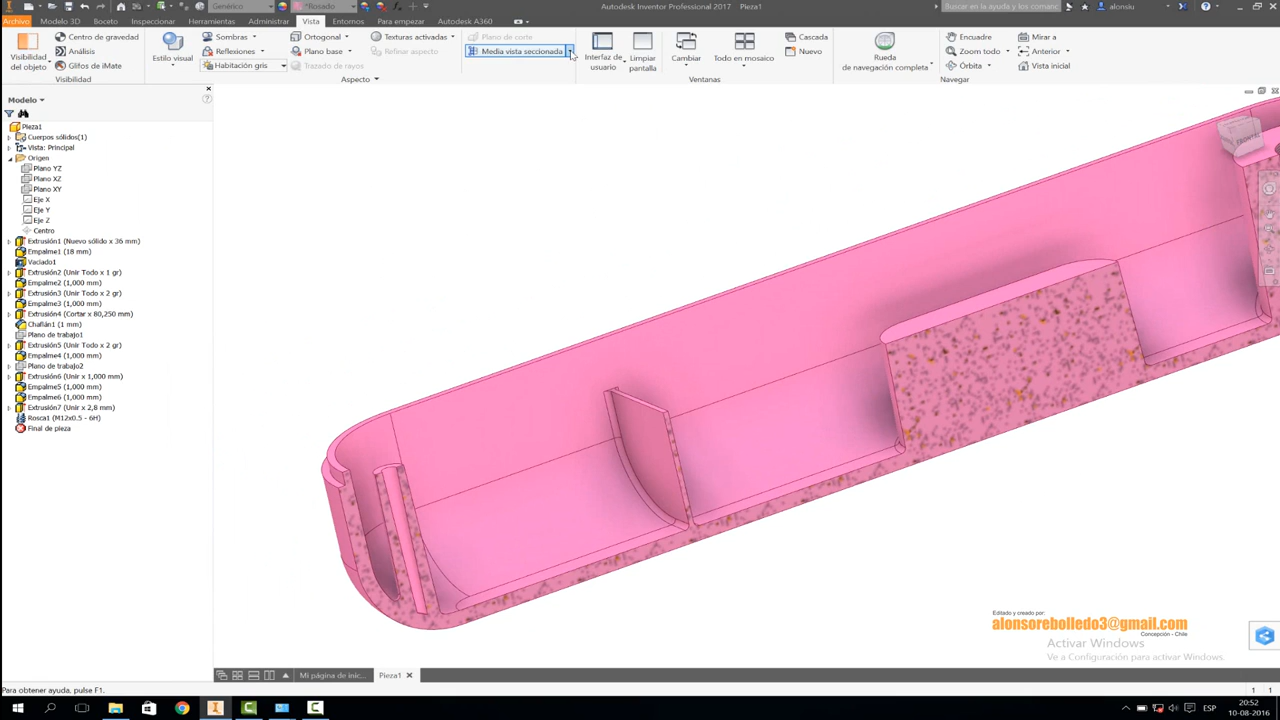 Genérico
*Rosado
Autodesk Inventor Professional 2017 Pieza1
Buscar en la ayuda y los comanc
alonsiu
Archivo Modelo 3D Boceto Inspeccionar Herramientas Administrar Vista Entornos Para empezar Autodesk A360
Visibilidad del objeto
Centro de gravedad
Análisis
Glifos de iMate
Visibilidad
Estilo visual
Sombras
Reflexiones
Habitación gris
Ortogonal
Plano base
Trazado de rayos
Texturas activadas
Refinar aspecto
Aspecto
Plano de corte
Media vista seccionada
Interfaz de usuario
Limpiar pantalla
Cambiar
Todo en mosaico
Cascada
Nuevo
Ventanas
Rueda de navegación completa
Encuadre
Zoom todo
Órbita
Mirar a
Anterior
Vista inicial
Navegar
Modelo
Pieza1
Cuerpos sólidos(1)
Vista: Principal
Origen
Plano YZ
Plano XZ
Plano XY
Eje X
Eje Y
Eje Z
Centro
Extrusión1 (Nuevo sólido x 36 mm)
Empalme1 (18 mm)
Vaciado1
Extrusión2 (Unir Todo x 1 gr)
Empalme2 (1,000 mm)
Extrusión3 (Unir Todo x 2 gr)
Empalme3 (1,000 mm)
Extrusión4 (Cortar x 80,250 mm)
Chaflán1 (1 mm)
Plano de trabajo1
Extrusión5 (Unir Todo x 2 gr)
Empalme4 (1,000 mm)
Plano de trabajo2
Extrusión6 (Unir x 1,000 mm)
Empalme5 (1,000 mm)
Empalme6 (1,000 mm)
Extrusión7 (Unir x 2,8 mm)
Rosca1 (M12x0.5 - 6H)
Final de pieza
FRONTAL
Editado y creado por:
alonsorebolledo3@gmail.com
Concepción - Chile
Activar Windows
Ve a Configuración para activar Windows.
Mi página de inic...
Pieza1
Para obtener ayuda, pulse F1.
1 1
ESP
20:52
10-08-2016